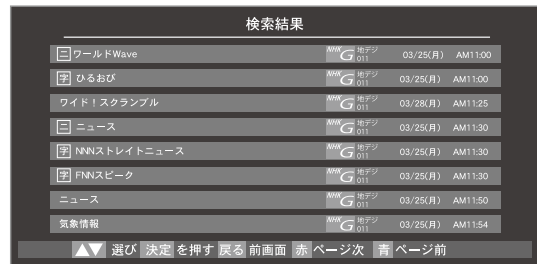 検索結果
二 ワールドWave NHK G 地デジ 011 03/25(月) AM11:00
字 ひるおび NHK G 地デジ 011 03/25(月) AM11:00
ワイド！スクランブル NHK G 地デジ 011 03/28(月) AM11:25
二 ニュース NHK G 地デジ 011 03/25(月) AM11:30
字 NNNストレイトニュース NHK G 地デジ 011 03/25(月) AM11:30
字 FNNスピーク NHK G 地デジ 011 03/25(月) AM11:30
ニュース NHK G 地デジ 011 03/25(月) AM11:50
気象情報 NHK G 地デジ 011 03/25(月) AM11:54
▲▼ 選び 決定 を押す 戻る 前画面 赤 ページ次 青 ページ前